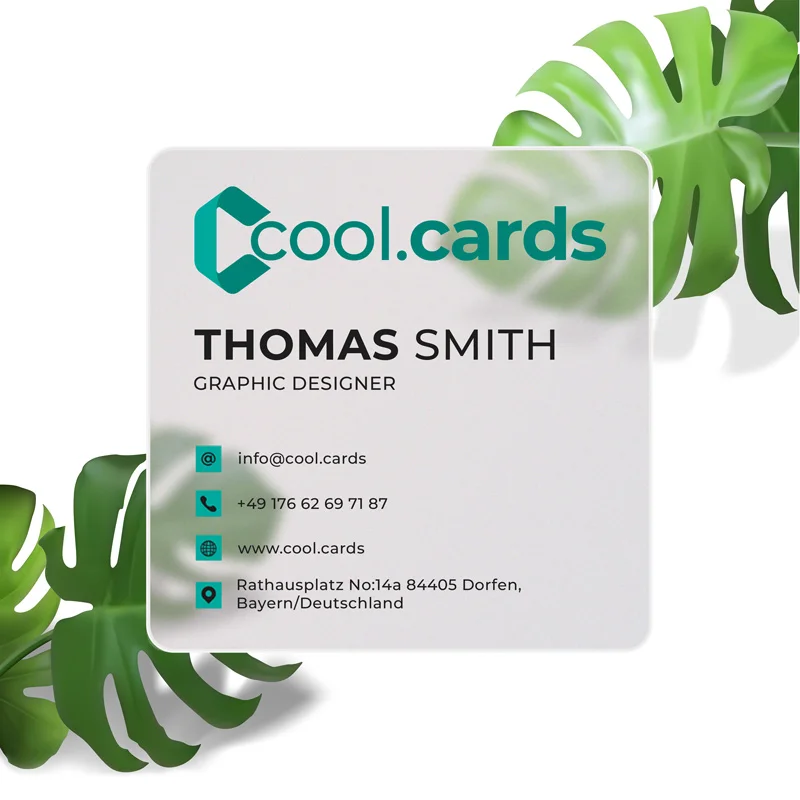 cool.cards
THOMAS SMITH
GRAPHIC DESIGNER
info@cool.cards
+49 176 62 69 71 87
www.cool.cards
Rathausplatz No:14a 84405 Dorfen,
Bayern/Deutschland